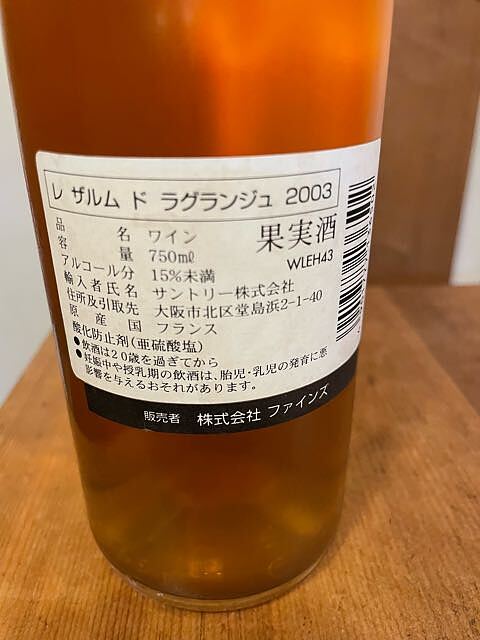 レ ザルム ド ラグランジュ 2003
果実酒
WLEH43
品名 ワイン
容量 750mℓ
アルコール分 15%未満
輸入者氏名 サントリー株式会社
住所及引取先 大阪市北区堂島浜2-1-40
原産国 フランス
酸化防止剤(亜硫酸塩)
●飲酒は20歳を過ぎてから
●妊娠中や授乳期の飲酒は、胎児・乳児の発育に悪
影響を与えるおそれがあります。
販売者 株式会社 ファインズ